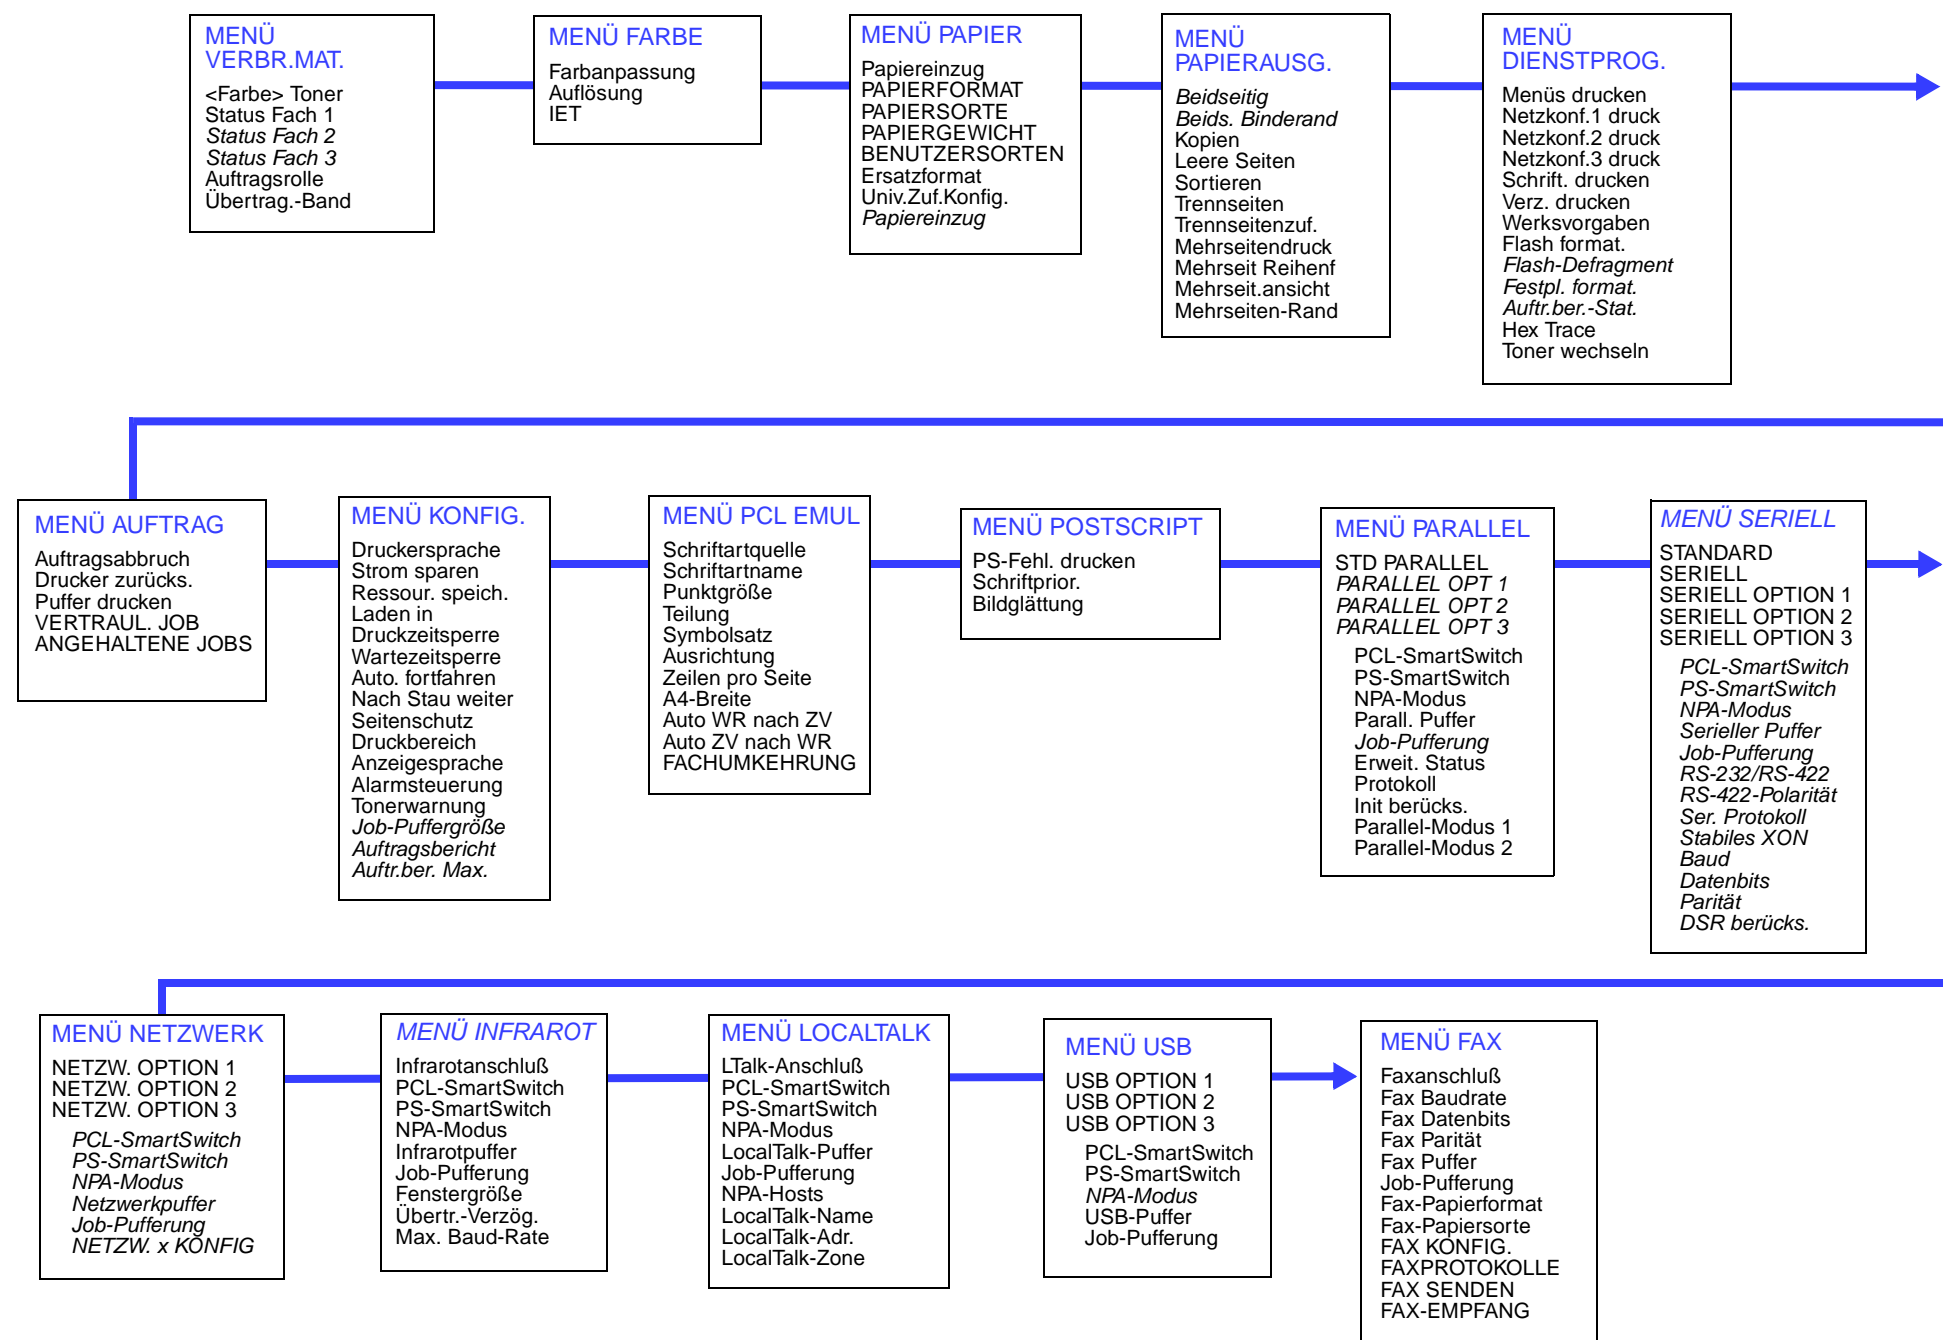 MENÜ
VERBR.MAT.
<Farbe> Toner
Status Fach 1
Status Fach 2
Status Fach 3
Auftragsrolle
Übertrag.-Band
MENÜ FARBE
Farbanpassung
Auflösung
IET
MENÜ PAPIER
Papiereinzug
PAPIERFORMAT
PAPIERSORTE
PAPIERGEWICHT
BENUTZERSORTEN
Ersatzformat
Univ.Zuf.Konfig.
Papiereinzug
MENÜ
PAPIERAUSG.
Beidseitig
Beids. Binderand
Kopien
Leere Seiten
Sortieren
Trennseiten
Trennseitenzuf.
Mehrseitendruck
Mehrseit Reihenf
Mehrseit.ansicht
Mehrseiten-Rand
MENÜ
DIENSTPROG.
Menüs drucken
Netzkonf.1 druck
Netzkonf.2 druck
Netzkonf.3 druck
Schrift. drucken
Verz. drucken
Werksvorgaben
Flash format.
Flash-Defragment
Festpl. format.
Auftr.ber.-Stat.
Hex Trace
Toner wechseln
MENÜ AUFTRAG
Auftragsabbruch
Drucker zurücks.
Puffer drucken
VERTRAUL. JOB
ANGEHALTENE JOBS
MENÜ KONFIG.
Druckersprache
Strom sparen
Ressour. speich.
Laden in
Druckzeitsperre
Wartezeitsperre
Auto. fortfahren
Nach Stau weiter
Seitenschutz
Druckbereich
Anzeigesprache
Alarmsteuerung
Tonerwarnung
Job-Puffergröße
Auftragsbericht
Auftr.ber. Max.
MENÜ PCL EMUL
Schriftartquelle
Schriftartname
Punktgröße
Teilung
Symbolsatz
Ausrichtung
Zeilen pro Seite
A4-Breite
Auto WR nach ZV
Auto ZV nach WR
FACHUMKEHRUNG
MENÜ POSTSCRIPT
PS-Fehl. drucken
Schriftprior.
Bildglättung
MENÜ PARALLEL
STD PARALLEL
PARALLEL OPT 1
PARALLEL OPT 2
PARALLEL OPT 3
PCL-SmartSwitch
PS-SmartSwitch
NPA-Modus
Parall. Puffer
Job-Pufferung
Erweit. Status
Protokoll
Init berücks.
Parallel-Modus 1
Parallel-Modus 2
MENÜ SERIELL
STANDARD
SERIELL
SERIELL OPTION 1
SERIELL OPTION 2
SERIELL OPTION 3
PCL-SmartSwitch
PS-SmartSwitch
NPA-Modus
Serieller Puffer
Job-Pufferung
RS-232/RS-422
RS-422-Polarität
Ser. Protokoll
Stabiles XON
Baud
Datenbits
Parität
DSR berücks.
MENÜ NETZWERK
NETZW. OPTION 1
NETZW. OPTION 2
NETZW. OPTION 3
PCL-SmartSwitch
PS-SmartSwitch
NPA-Modus
Netzwerkpuffer
Job-Pufferung
NETZW. x KONFIG
MENÜ INFRAROT
Infrarotanschluß
PCL-SmartSwitch
PS-SmartSwitch
NPA-Modus
Infrarotpuffer
Job-Pufferung
Fenstergröße
Übertr.-Verzög.
Max. Baud-Rate
MENÜ LOCALTALK
LTalk-Anschluß
PCL-SmartSwitch
PS-SmartSwitch
NPA-Modus
LocalTalk-Puffer
Job-Pufferung
NPA-Hosts
LocalTalk-Name
LocalTalk-Adr.
LocalTalk-Zone
MENÜ USB
USB OPTION 1
USB OPTION 2
USB OPTION 3
PCL-SmartSwitch
PS-SmartSwitch
NPA-Modus
USB-Puffer
Job-Pufferung
MENÜ FAX
Faxanschluß
Fax Baudrate
Fax Datenbits
Fax Parität
Fax Puffer
Job-Pufferung
Fax-Papierformat
Fax-Papiersorte
FAX KONFIG.
FAXPROTOKOLLE
FAX SENDEN
FAX-EMPFANG